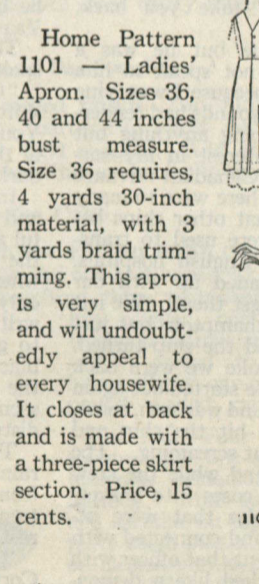 Home Pattern
1101 — Ladies'
Apron. Sizes 36,
40 and 44 inches
bust measure.
Size 36 requires,
4 yards 30-inch
material, with 3
yards braid trim-
ming. This apron
is very simple,
and will undoubt-
edly appeal to
every housewife.
It closes at back
and is made with
a three-piece skirt
section. Price, 15
cents.